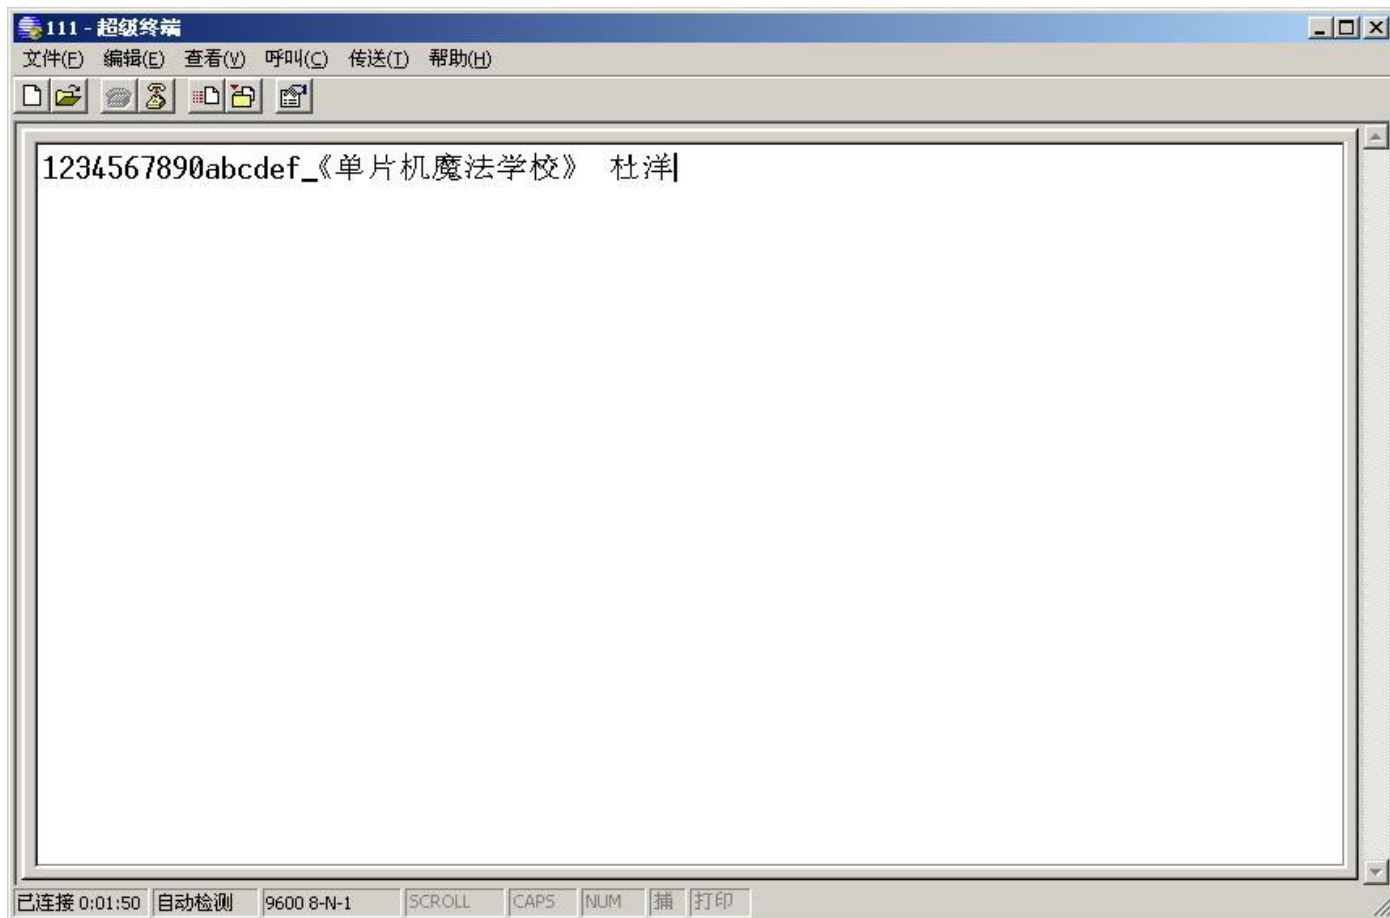 111 - 超级终端
文件(F) 编辑(E) 查看(V) 呼叫(C) 传送(T) 帮助(H)
1234567890abcdef_《单片机魔法学校》 杜洋
已连接 0:01:50 自动检测 9600 8-N-1 SCROLL CAPS NUM 捕 打印